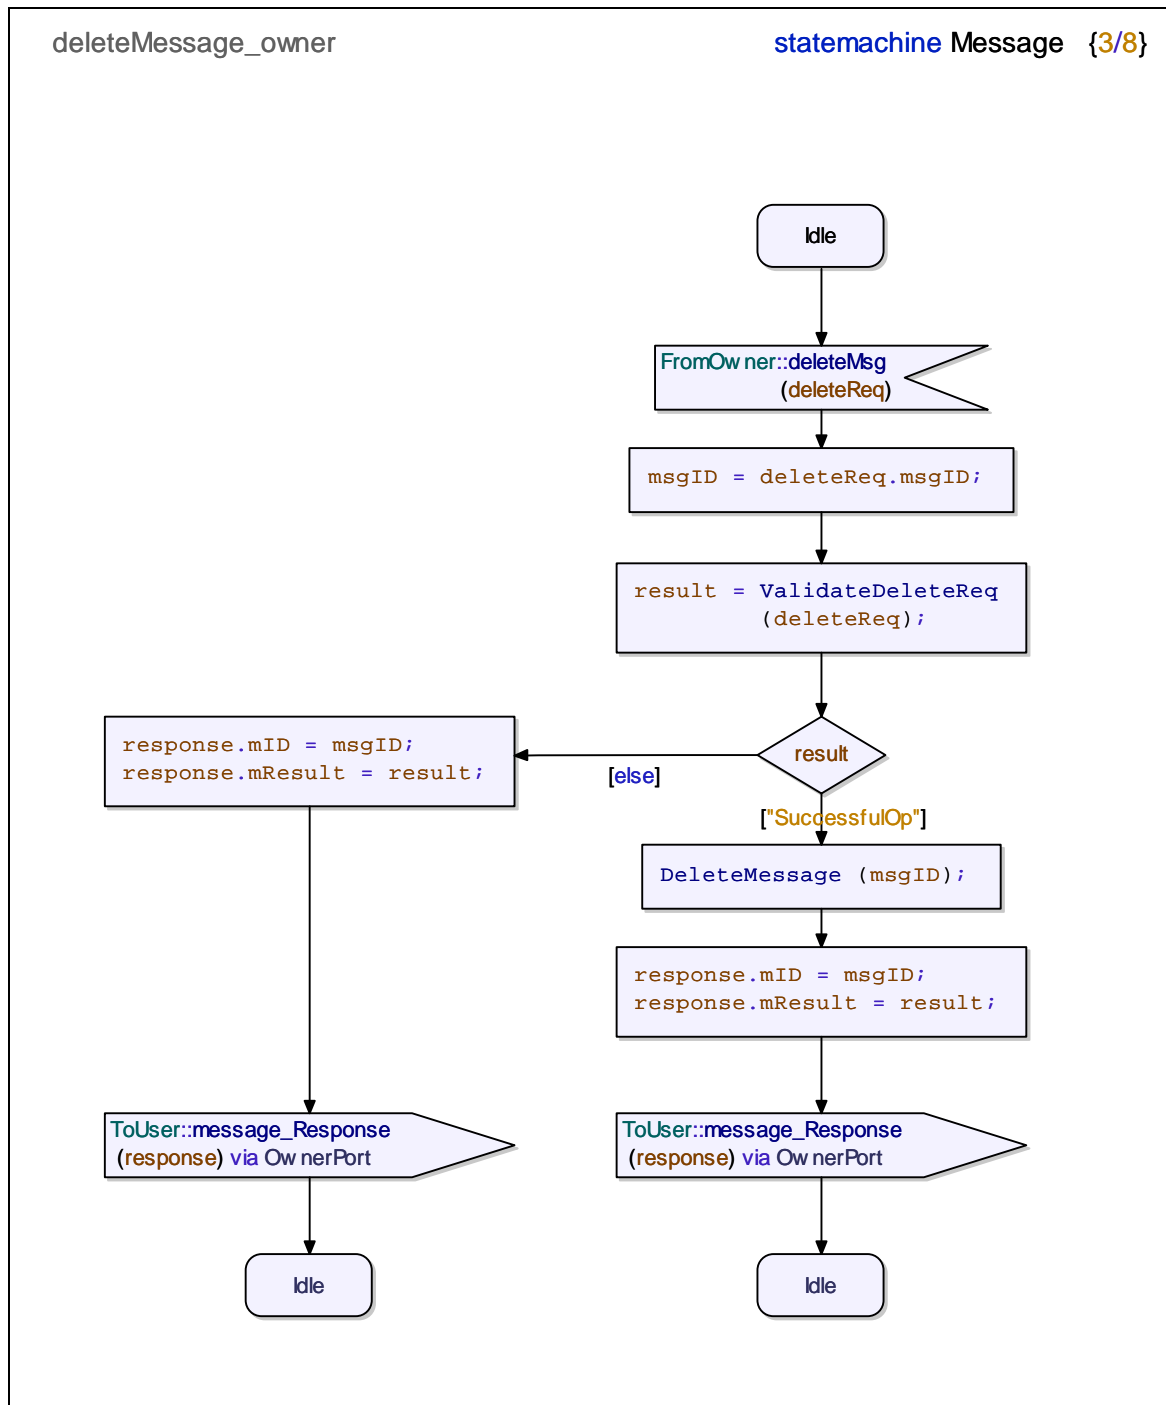 deleteMessage_owner
statemachine Message {3/8}
Idle
FromOwner::deleteMsg
(deleteReq)
msgID = deleteReq.msgID;
result = ValidateDeleteReq
(deleteReq);
result
[else]
response.mID = msgID;
response.mResult = result;
["SuccessfulOp"]
DeleteMessage (msgID);
response.mID = msgID;
response.mResult = result;
ToUser::message_Response
(response) via OwnerPort
ToUser::message_Response
(response) via OwnerPort
Idle
Idle